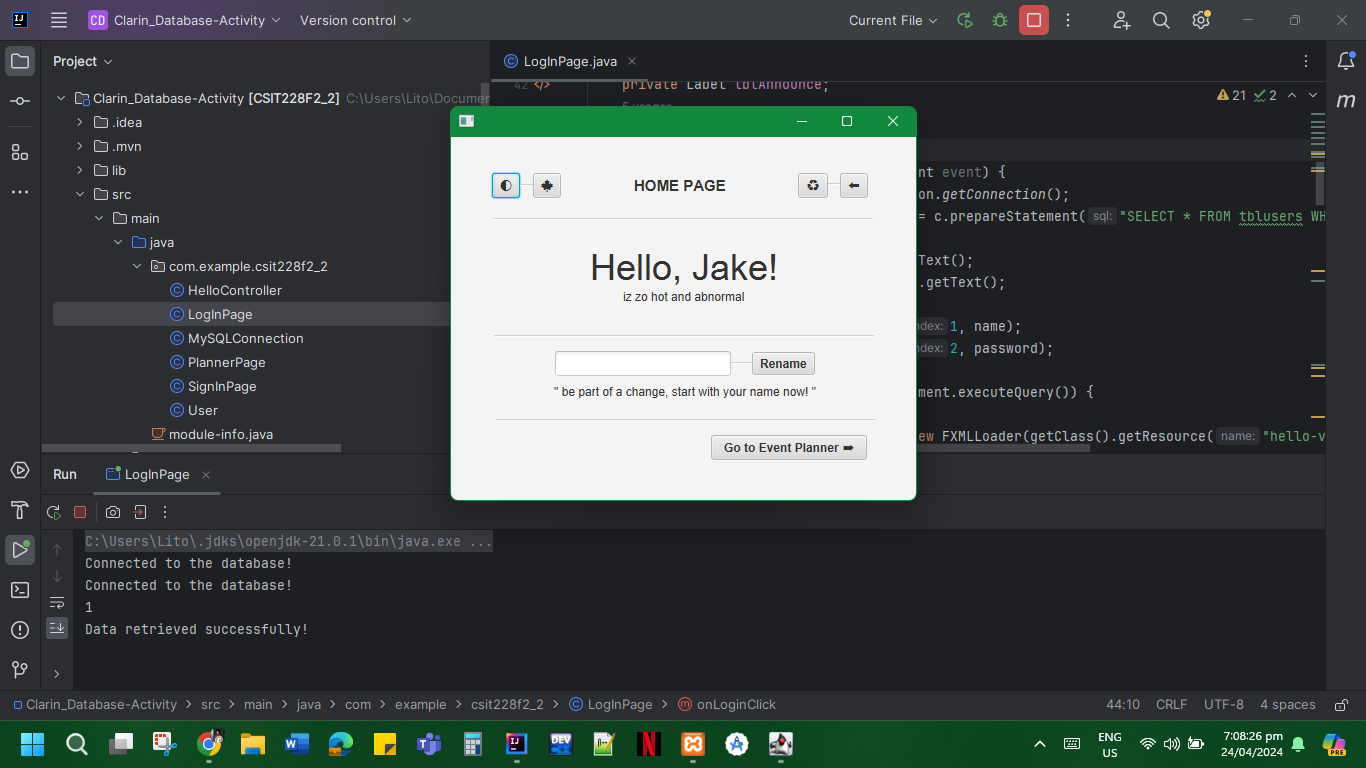 CD Clarin_Database-Activity Version control Current File
Project
LogInPage.java
Clarin_Database-Activity [CSIT228F2_2] C:\Users\Lito\Documen
.idea
.mvn
lib
src
main
java
com.example.csit228f2_2
HelloController
LogInPage
MySQLConnection
PlannerPage
SignInPage
User
module-info.java
42 </> private Label lblAnnounce;
21 2
nt event) {
on.getConnection();
= c.prepareStatement( sql: "SELECT * FROM tblusers WH
Text();
.getText();
ndex: 1, name);
ndex: 2, password);
ment.executeQuery()) {
ew FXMLLoader(getClass().getResource( name: "hello-v
HOME PAGE
Hello, Jake!
iz zo hot and abnormal
Rename
" be part of a change, start with your name now! "
Go to Event Planner ➡
Run LogInPage
C:\Users\Lito\.jdks\openjdk-21.0.1\bin\java.exe ...
Connected to the database!
Connected to the database!
1
Data retrieved successfully!
Clarin_Database-Activity > src > main > java > com > example > csit228f2_2 > LogInPage > onLoginClick
44:10 CRLF UTF-8 4 spaces
ENG
US
7:08:26 pm
24/04/2024